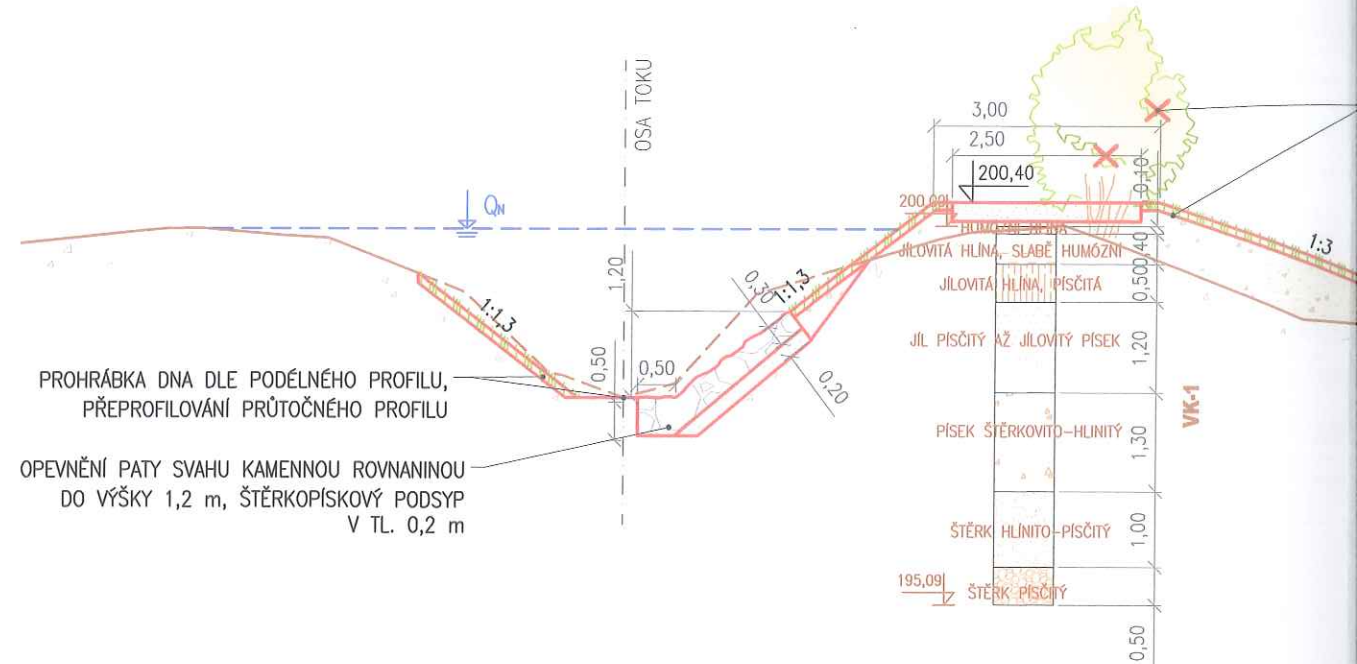 OSA TOKU
3,00
2,50
200,40
0,10
Qₙ
200,09
HUMÓZNÍ HLÍNA
JÍLOVITÁ HLÍNA, SLABĚ HUMÓZNÍ
0,40
1:3
1,20
0,30
1:1,3
JÍLOVITÁ HLÍNA, PÍSČITÁ
0,50
1:1,3
JÍL PÍSČITÝ AŽ JÍLOVITÝ PÍSEK
1,20
0,50
0,50
0,20
PROHRÁBKA DNA DLE PODÉLNÉHO PROFILU,
PŘEPROFILOVÁNÍ PRŮTOČNÉHO PROFILU
VK-1
PÍSEK ŠTĚRKOVITO-HLINITÝ
1,30
OPEVNĚNÍ PATY SVAHU KAMENNOU ROVNANINOU
DO VÝŠKY 1,2 m, ŠTĚRKOPÍSKOVÝ PODSYP
V TL. 0,2 m
ŠTĚRK HLÍNITO-PÍSČITÝ
1,00
195,09
ŠTĚRK PÍSČITÝ
0,50